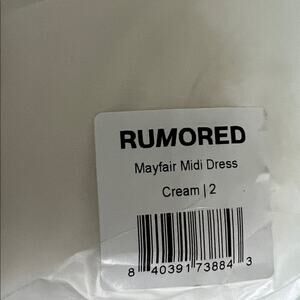 RUMORED
Mayfair Midi Dress
Cream | 2
8 40391 73884 3